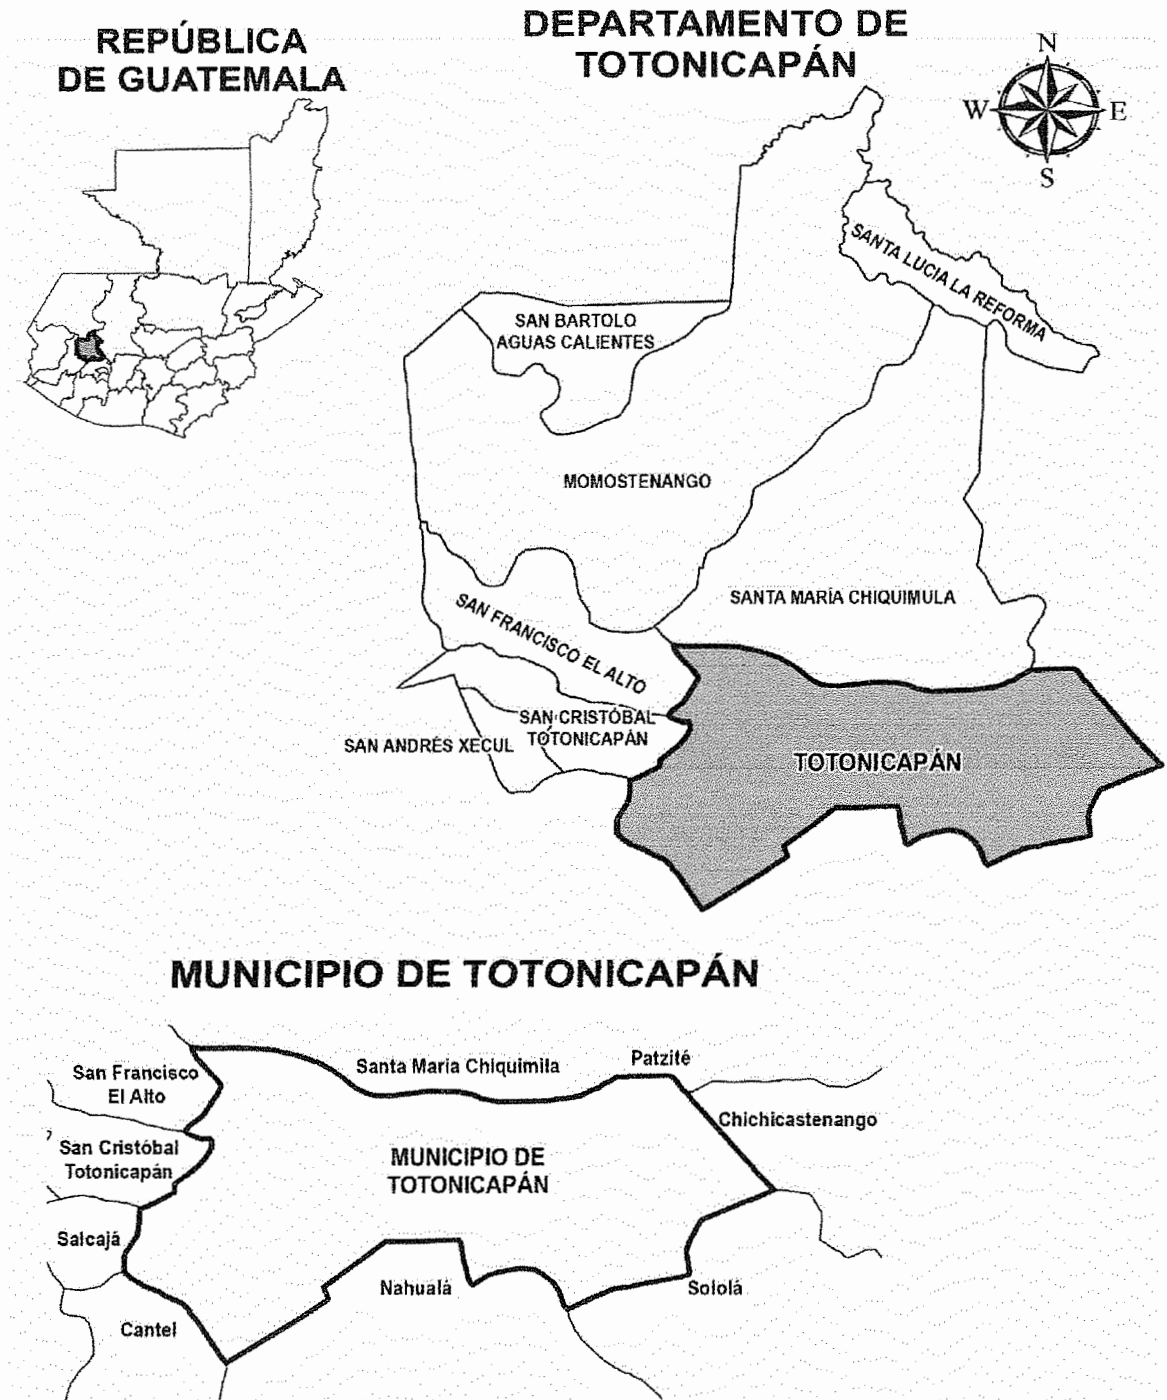 REPÚBLICA
DE GUATEMALA
DEPARTAMENTO DE
TOTONICAPÁN
N
W
E
S
SANTA LUCIA LA REFORMA
SAN BARTOLO
AGUAS CALIENTES
MOMOSTENANGO
SANTA MARÍA CHIQUIMULA
SAN FRANCISCO EL ALTO
SAN CRISTÓBAL
TOTONICAPÁN
SAN ANDRÉS XECUL
TOTONICAPÁN
MUNICIPIO DE TOTONICAPÁN
San Francisco
El Alto
Santa María Chiquimila
Patzité
Chichicastenango
San Cristóbal
Totonicapán
MUNICIPIO DE
TOTONICAPÁN
Salcajá
Nahualá
Sololá
Cantel